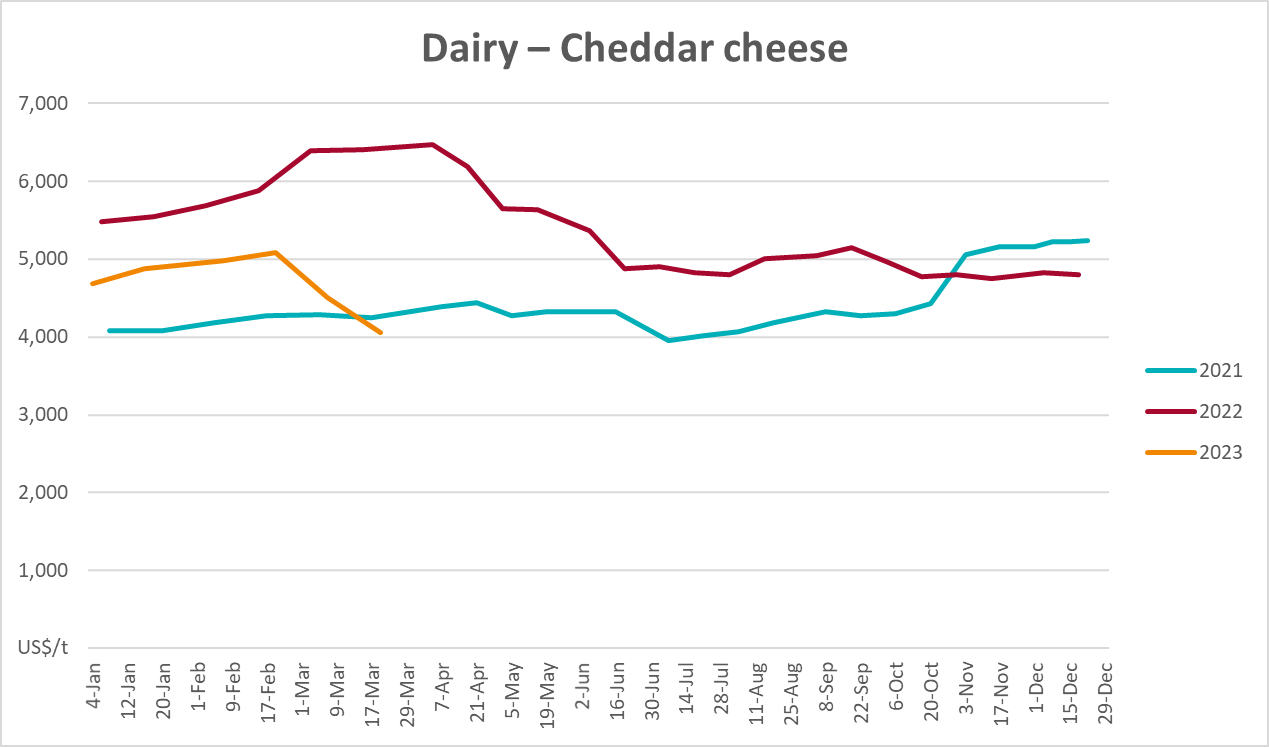 Dairy – Cheddar cheese
7,000
6,000
5,000
4,000
3,000
2,000
1,000
US$/t
4-Jan
12-Jan
20-Jan
1-Feb
9-Feb
17-Feb
1-Mar
9-Mar
17-Mar
29-Mar
7-Apr
21-Apr
5-May
19-May
2-Jun
16-Jun
30-Jun
14-Jul
28-Jul
11-Aug
25-Aug
8-Sep
22-Sep
6-Oct
20-Oct
3-Nov
17-Nov
1-Dec
15-Dec
29-Dec
2021
2022
2023